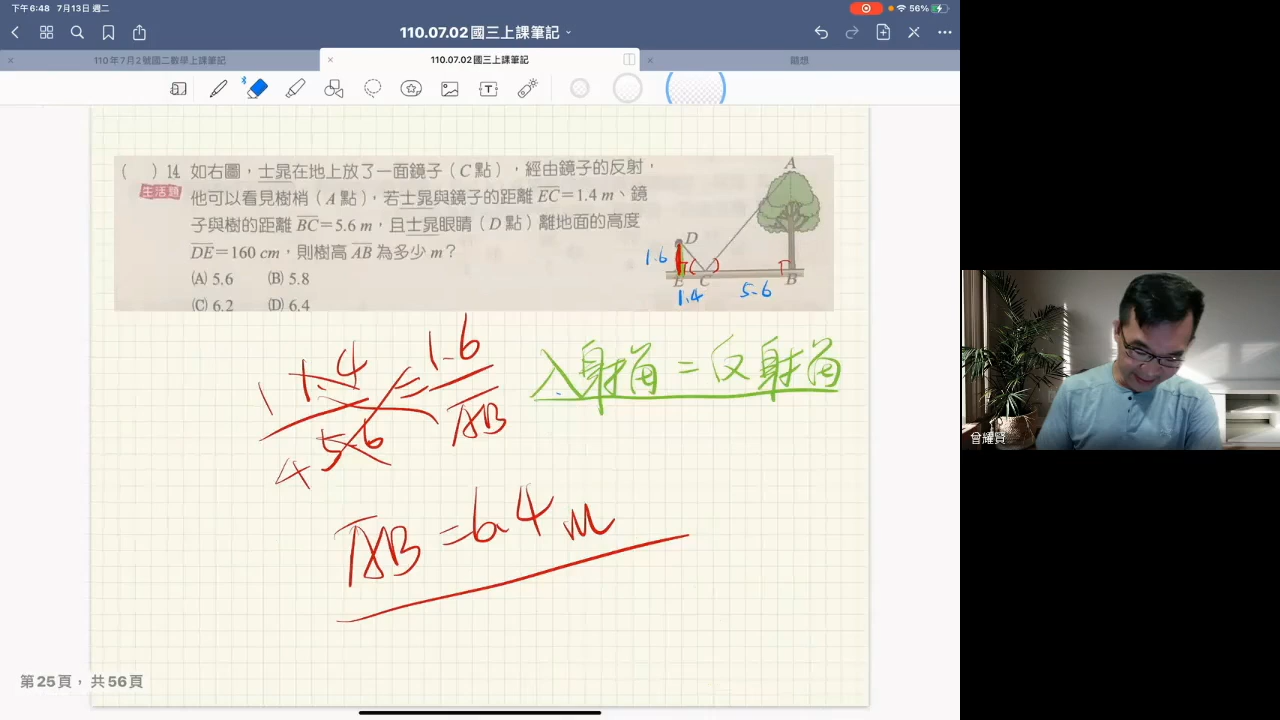 下午6:48 7月13日 週二
56%
110.07.02國三上課筆記
110年7月2號國二數學上課筆記
110.07.02國三上課筆記
隨想
( ) 14. 如右圖，士晁在地上放了一面鏡子（C 點），經由鏡子的反射，
生活題
他可以看見樹梢（A 點），若士晁與鏡子的距離 EC＝1.4 m、鏡
子與樹的距離 BC＝5.6 m，且士晁眼睛（D 點）離地面的高度
DE＝160 cm，則樹高 AB 為多少 m？
(A) 5.6 (B) 5.8
(C) 6.2 (D) 6.4
A
D
1.6
E C B
1.4 5.6
1 1.4 = 1.6
4 5.6 AB
入射角=反射角
AB = 6.4 m
曾耀賢
第25頁，共56頁